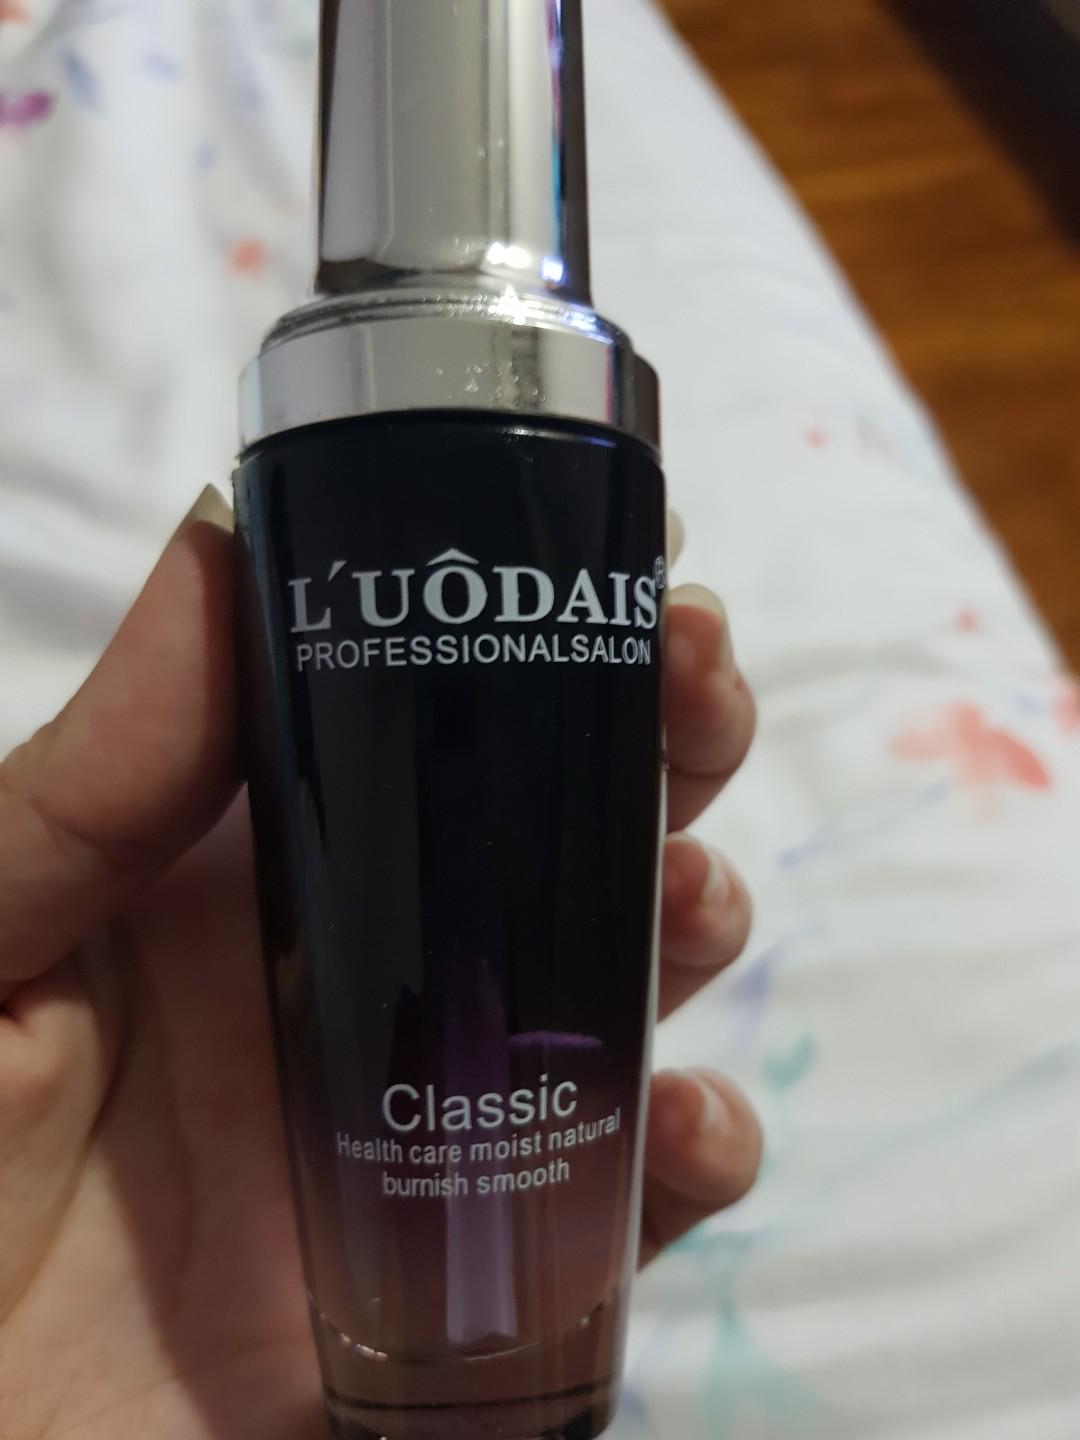 L´UÔDAIS®
PROFESSIONALSALON
Classic
Health care moist natural
burnish smooth